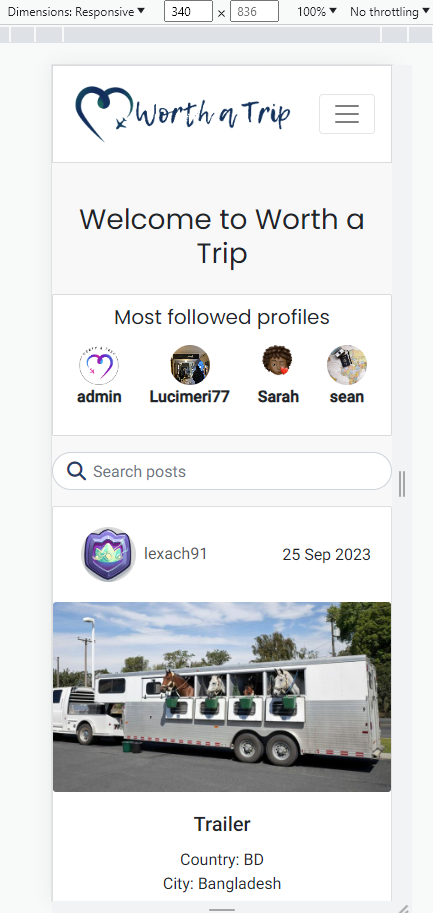 Dimensions: Responsive 340 × 836 100% No throttling
Worth a Trip
Welcome to Worth a
Trip
Most followed profiles
admin Lucimeri77 Sarah sean
Search posts
lexach91 25 Sep 2023
Trailer
Country: BD
City: Bangladesh